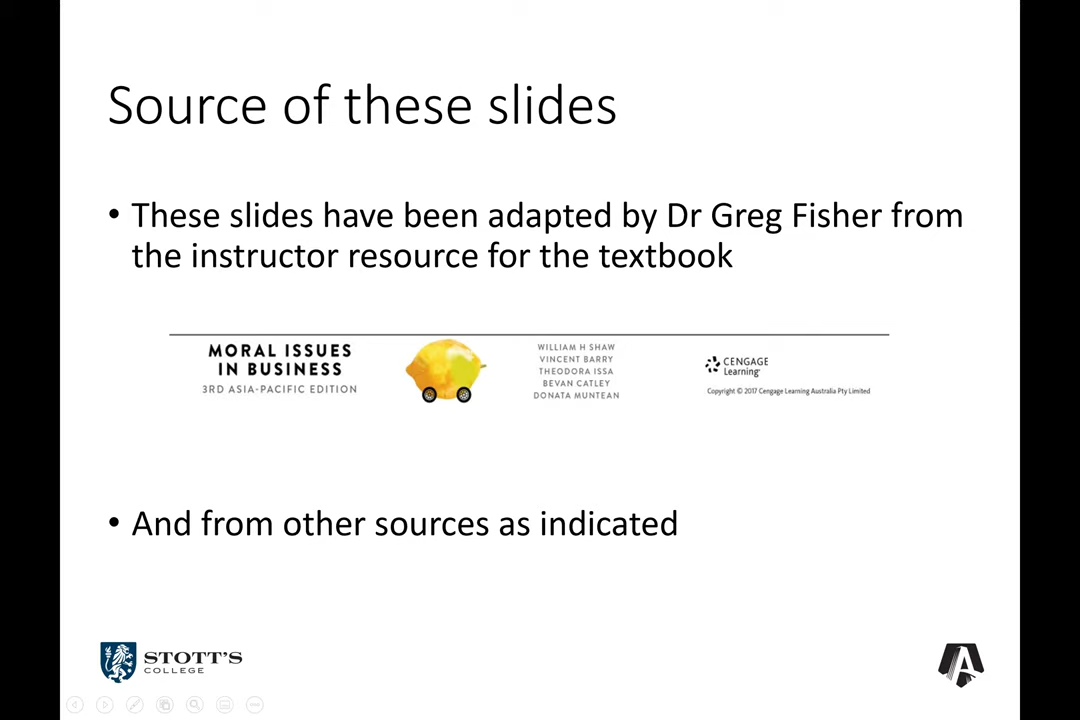 Source of these slides
• These slides have been adapted by Dr Greg Fisher from
the instructor resource for the textbook
MORAL ISSUES
IN BUSINESS
3RD ASIA-PACIFIC EDITION
WILLIAM H SHAW
VINCENT BARRY
THEODORA ISSA
BEVAN CATLEY
DONATA MUNTEAN
CENGAGE
Learning
Copyright © 2017 Cengage Learning Australia Pty Limited
• And from other sources as indicated
STOTT'S
COLLEGE
A